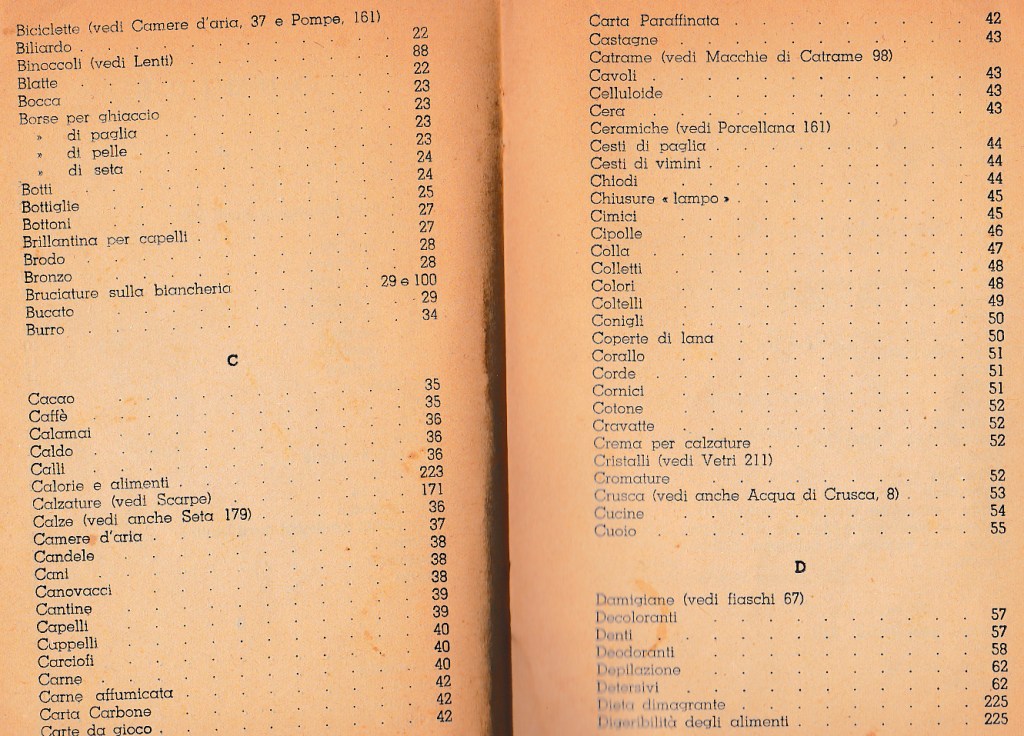 Biciclette (vedi Camere d'aria, 37 e Pompe, 161)
Biliardo . . . . . . . . . 22
Binoccoli (vedi Lenti) . . . . . . 88
Blatte . . . . . . . . . 22
Bocca . . . . . . . . . 23
Borse per ghiaccio . . . . . . 23
» di paglia . . . . . . . 23
» di pelle . . . . . . . 23
» di seta . . . . . . . 24
Botti . . . . . . . . . 24
Bottiglie . . . . . . . . . 25
Bottoni . . . . . . . . . 27
Brillantina per capelli . . . . . . 27
Brodo . . . . . . . . . 28
Bronzo . . . . . . . . . 28
Bruciature sulla biancheria . . . . 29 e 100
Bucato . . . . . . . . . 29
Burro . . . . . . . . . 34
C
Cacao . . . . . . . . . 35
Caffè . . . . . . . . . 35
Calamai . . . . . . . . . 36
Caldo . . . . . . . . . 36
Calli . . . . . . . . . 36
Calorie e alimenti . . . . . . 223
Calzature (vedi Scarpe) . . . . . 171
Calze (vedi anche Seta 179) . . . . 36
Camere d'aria . . . . . . . 37
Candele . . . . . . . . . 38
Cani . . . . . . . . . 38
Canovacci . . . . . . . . 38
Cantine . . . . . . . . . 39
Capelli . . . . . . . . . 39
Cappelli . . . . . . . . . 40
Carciofi . . . . . . . . . 40
Carne . . . . . . . . . 40
Carne affumicata . . . . . . 42
Carta Carbone . . . . . . . 42
Carte da gioco . . . . . . . 42
Carta Paraffinata . . . . . . 42
Castagne . . . . . . . . 43
Catrame (vedi Macchie di Catrame 98)
Cavoli . . . . . . . . . 43
Celluloide . . . . . . . . 43
Cera . . . . . . . . . 43
Ceramiche (vedi Porcellana 161)
Cesti di paglia . . . . . . . 44
Cesti di vimini . . . . . . . 44
Chiodi . . . . . . . . . 44
Chiusure « lampo » . . . . . . 45
Cimici . . . . . . . . . 45
Cipolle . . . . . . . . . 46
Colla . . . . . . . . . 47
Colletti . . . . . . . . . 48
Colori . . . . . . . . . 48
Coltelli . . . . . . . . . 49
Conigli . . . . . . . . . 50
Coperte di lana . . . . . . . 50
Corallo . . . . . . . . . 51
Corde . . . . . . . . . 51
Cornici . . . . . . . . . 51
Cotone . . . . . . . . . 52
Cravatte . . . . . . . . . 52
Crema per calzature . . . . . . 52
Cristalli (vedi Vetri 211)
Cromature . . . . . . . . 52
Crusca (vedi anche Acqua di Crusca, 8) . . 53
Cucine . . . . . . . . . 54
Cuoio . . . . . . . . . 55
D
Damigiane (vedi fiaschi 67)
Decoloranti . . . . . . . . 57
Denti . . . . . . . . . 57
Deodoranti . . . . . . . . 58
Depilazione . . . . . . . . 62
Detersivi . . . . . . . . 62
Dieta dimagrante . . . . . . 225
Digeribilità degli alimenti . . . . . 225